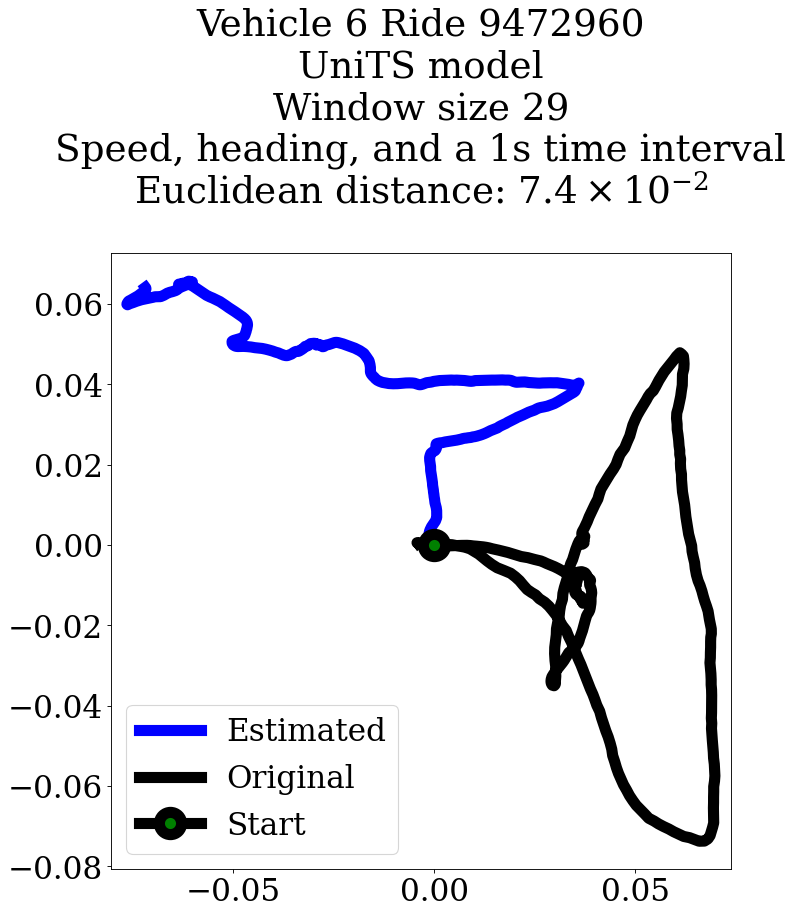 Vehicle 6 Ride 9472960
UniTS model
Window size 29
Speed, heading, and a 1s time interval
Euclidean distance: 7.4 × 10⁻²
0.06
0.04
0.02
0.00
−0.02
−0.04
−0.06
−0.08
Estimated
Original
Start
−0.05 0.00 0.05